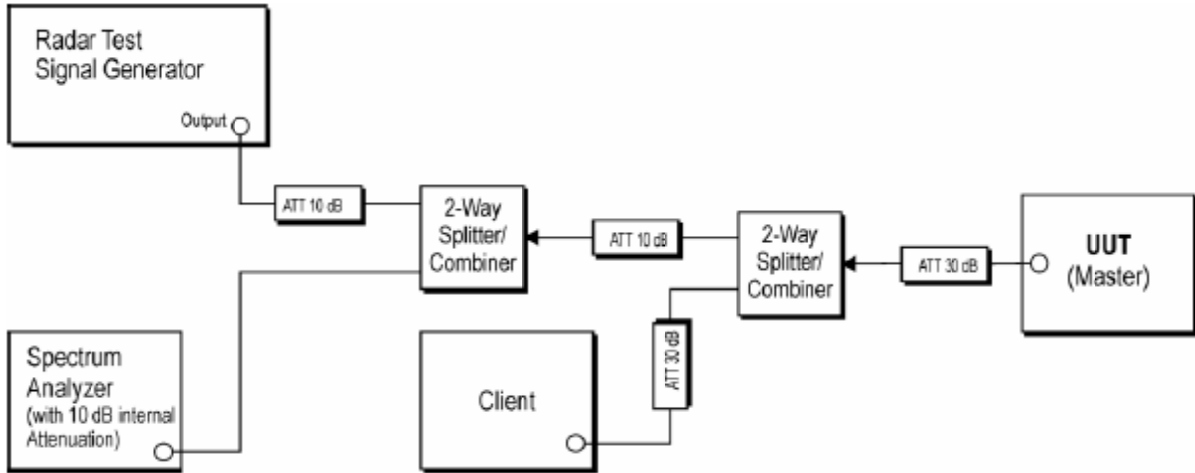 Radar Test
Signal Generator
Output
ATT 10 dB
2-Way
Splitter/
Combiner
ATT 10 dB
2-Way
Splitter/
Combiner
ATT 30 dB
UUT
(Master)
Spectrum
Analyzer
(with 10 dB internal
Attenuation)
Client
ATT 30 dB